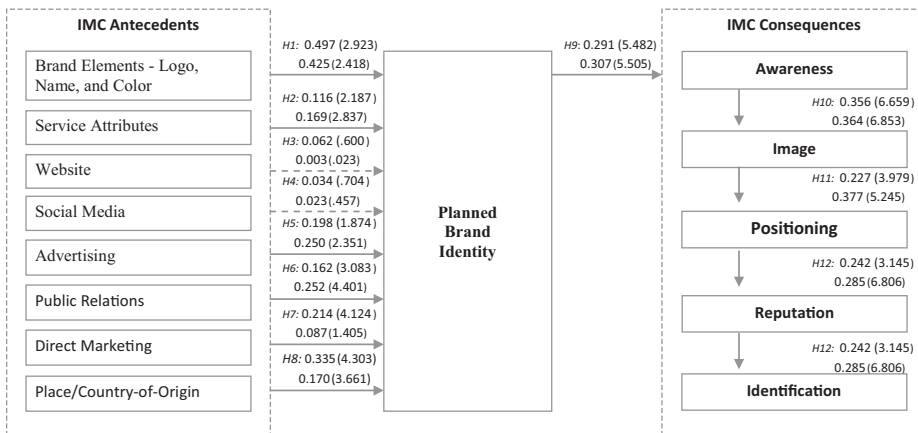 IMC Antecedents
Brand Elements - Logo,
Name, and Color
Service Attributes
Website
Social Media
Advertising
Public Relations
Direct Marketing
Place/Country-of-Origin
H1: 0.497 (2.923)
0.425 (2.418)
H2: 0.116 (2.187)
0.169 (2.837)
H3: 0.062 (.600)
0.003 (.023)
H4: 0.034 (.704)
0.023 (.457)
H5: 0.198 (1.874)
0.250 (2.351)
H6: 0.162 (3.083)
0.252 (4.401)
H7: 0.214 (4.124)
0.087 (1.405)
H8: 0.335 (4.303)
0.170 (3.661)
Planned
Brand
Identity
H9: 0.291 (5.482)
0.307 (5.505)
IMC Consequences
Awareness
H10: 0.356 (6.659)
0.364 (6.853)
Image
H11: 0.227 (3.979)
0.377 (5.245)
Positioning
H12: 0.242 (3.145)
0.285 (6.806)
Reputation
H12: 0.242 (3.145)
0.285 (6.806)
Identification